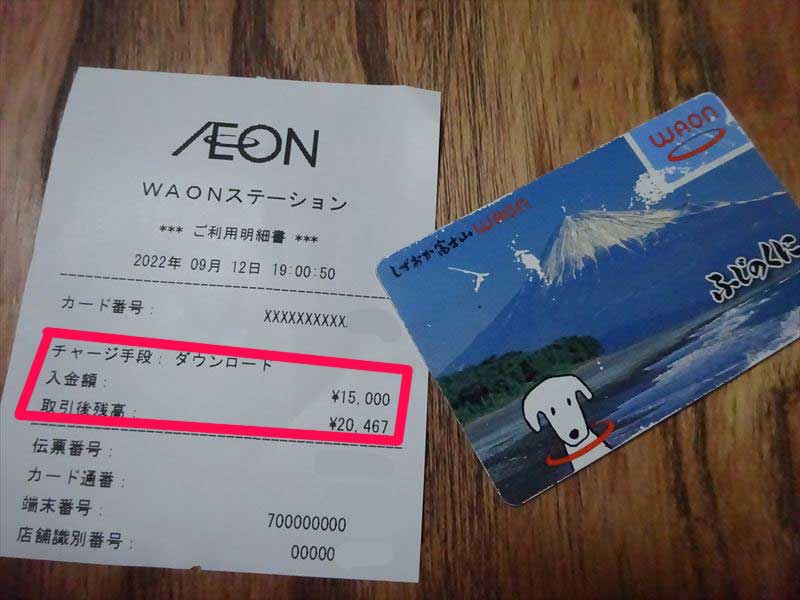 ÆON
WAONステーション
*** ご利用明細書 ***
2022年 09月 12日 19:00:50
カード番号: XXXXXXXXXX
チャージ手段: ダウンロード
入金額: ¥15,000
取引後残高: ¥20,467
伝票番号:
カード通番:
端末番号: 700000000
店舗識別番号: 00000
WAON
しずおか富士山WAON
ふじのくに